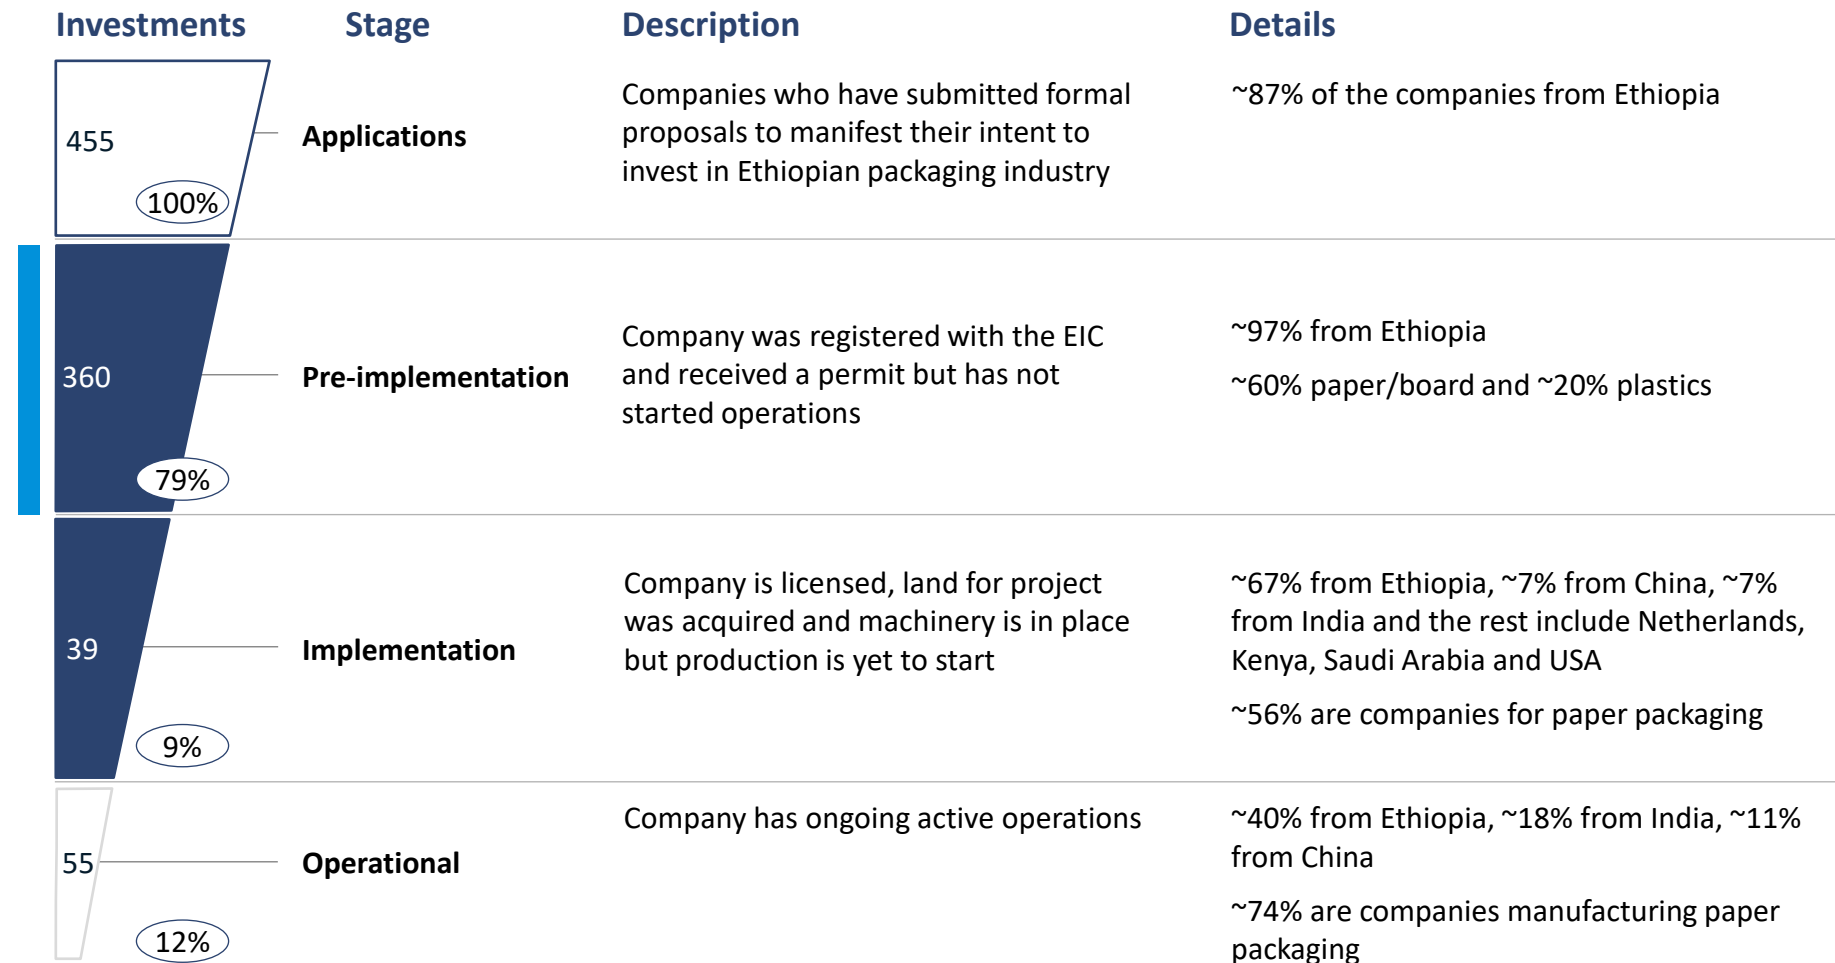 Investments Stage Description Details
455
100%
Applications
Companies who have submitted formal
proposals to manifest their intent to
invest in Ethiopian packaging industry
~87% of the companies from Ethiopia
360
79%
Pre-implementation
Company was registered with the EIC
and received a permit but has not
started operations
~97% from Ethiopia
~60% paper/board and ~20% plastics
39
9%
Implementation
Company is licensed, land for project
was acquired and machinery is in place
but production is yet to start
~67% from Ethiopia, ~7% from China, ~7%
from India and the rest include Netherlands,
Kenya, Saudi Arabia and USA
~56% are companies for paper packaging
55
12%
Operational
Company has ongoing active operations
~40% from Ethiopia, ~18% from India, ~11%
from China
~74% are companies manufacturing paper
packaging